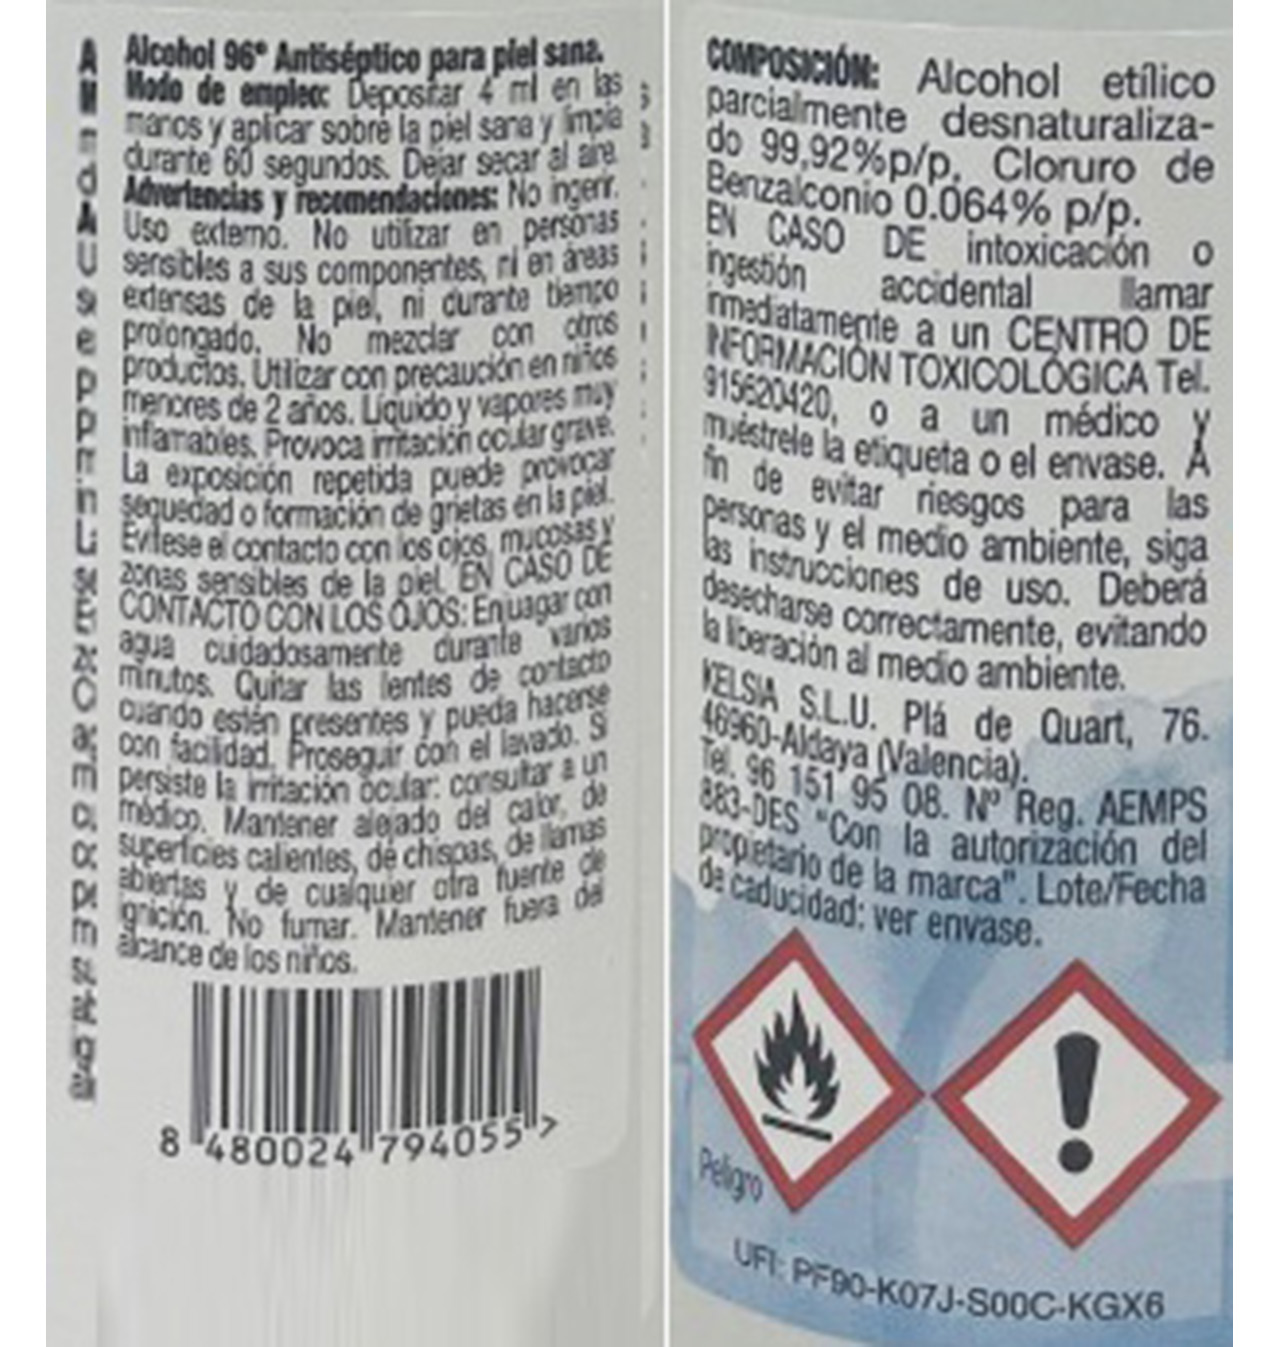 Alcohol 96° Antiséptico para piel sana.
Modo de empleo: Depositar 4 ml en las
manos y aplicar sobre la piel sana y limpia
durante 60 segundos. Dejar secar al aire.
Advertencias y recomendaciones: No ingerir.
Uso externo. No utilizar en personas
sensibles a sus componentes, ni en áreas
extensas de la piel, ni durante tiempo
prolongado. No mezclar con otros
productos. Utilizar con precaución en niños
menores de 2 años. Líquido y vapores muy
inflamables. Provoca irritación ocular grave.
La exposición repetida puede provocar
sequedad o formación de grietas en la piel.
Evítese el contacto con los ojos, mucosas y
zonas sensibles de la piel. EN CASO DE
CONTACTO CON LOS OJOS: Enjuagar con
agua cuidadosamente durante varios
minutos. Quitar las lentes de contacto
cuando estén presentes y pueda hacerse
con facilidad. Proseguir con el lavado. Si
persiste la irritación ocular: consultar a un
médico. Mantener alejado del calor, de
superficies calientes, de chispas, de llamas
abiertas y de cualquier otra fuente de
ignición. No fumar. Mantener fuera del
alcance de los niños.
8 480024 794055 >
COMPOSICIÓN: Alcohol etílico
parcialmente desnaturaliza-
do 99,92%p/p, Cloruro de
Benzalconio 0.064% p/p.
EN CASO DE intoxicación o
ingestión accidental llamar
inmediatamente a un CENTRO DE
INFORMACIÓN TOXICOLÓGICA Tel.
915620420, o a un médico y
muéstrele la etiqueta o el envase. A
fin de evitar riesgos para las
personas y el medio ambiente, siga
las instrucciones de uso. Deberá
desecharse correctamente, evitando
la liberación al medio ambiente.
KELSIA S.L.U. Plá de Quart, 76.
46960-Aldaya (Valencia).
Tel. 96 151 95 08. Nº Reg. AEMPS
883-DES "Con la autorización del
propietario de la marca". Lote/Fecha
de caducidad: ver envase.
Peligro
UFI: PF90-K07J-S00C-KGX6